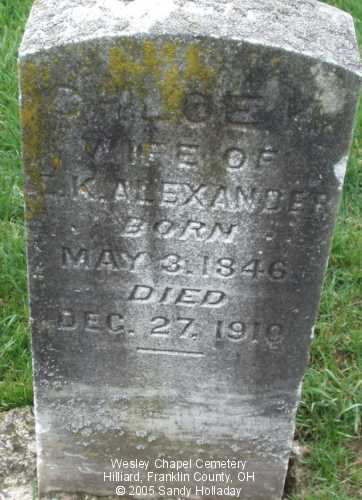 CHLOE
WIFE OF
K. ALEXANDER
BORN
MAY 3, 1846
DIED
DEC. 27, 1910
Wesley Chapel Cemetery
Hilliard, Franklin County, OH
© 2005 Sandy Holladay